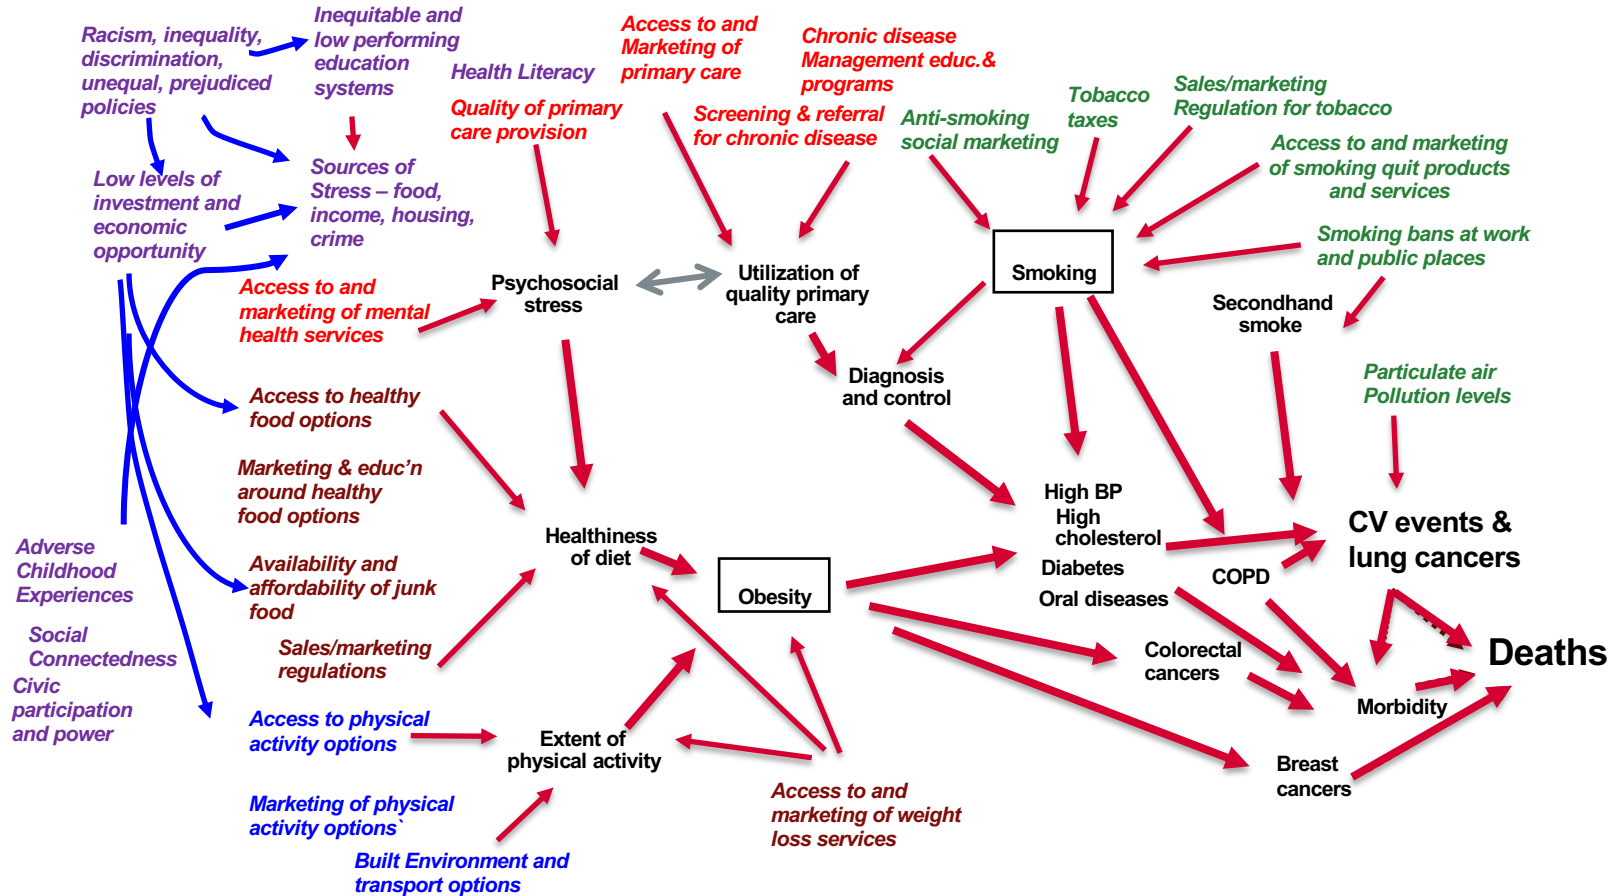 Racism, inequality,
discrimination,
unequal, prejudiced
policies
Inequitable and
low performing
education
systems
Health Literacy
Quality of primary
care provision
Access to and
Marketing of
primary care
Chronic disease
Management educ.&
programs
Screening & referral
for chronic disease
Anti-smoking
social marketing
Tobacco
taxes
Sales/marketing
Regulation for tobacco
Access to and marketing
of smoking quit products
and services
Smoking bans at work
and public places
Low levels of
investment and
economic
opportunity
Sources of
Stress – food,
income, housing,
crime
Access to and
marketing of mental
health services
Psychosocial
stress
Utilization of
quality primary
care
Smoking
Secondhand
smoke
Diagnosis
and control
Particulate air
Pollution levels
Access to healthy
food options
Marketing & educ’n
around healthy
food options
Availability and
affordability of junk
food
Sales/marketing
regulations
Adverse
Childhood
Experiences
Social
Connectedness
Civic
participation
and power
Healthiness
of diet
Obesity
High BP
High
cholesterol
Diabetes
Oral diseases
COPD
CV events &
lung cancers
Colorectal
cancers
Morbidity
Deaths
Breast
cancers
Access to physical
activity options
Extent of
physical activity
Marketing of physical
activity options`
Built Environment and
transport options
Access to and
marketing of weight
loss services